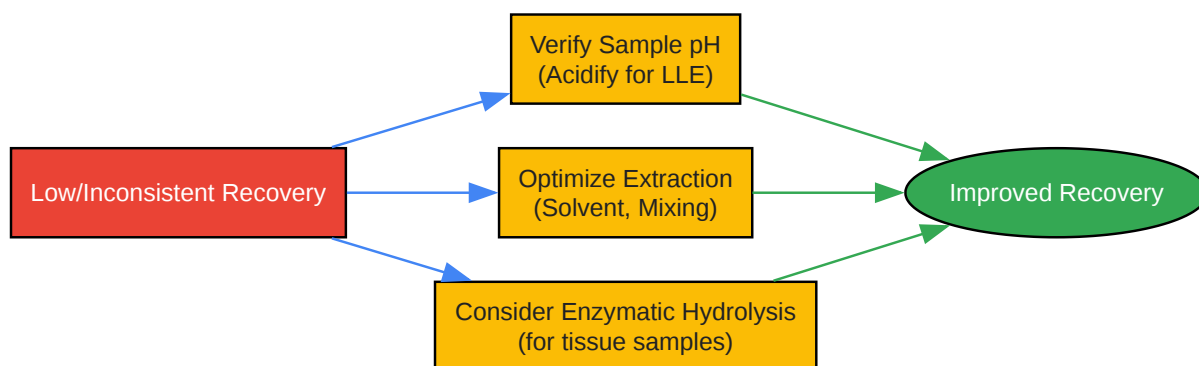 Verify Sample pH
(Acidify for LLE)
Low/Inconsistent Recovery
Optimize Extraction
(Solvent, Mixing)
Improved Recovery
Consider Enzymatic Hydrolysis
(for tissue samples)